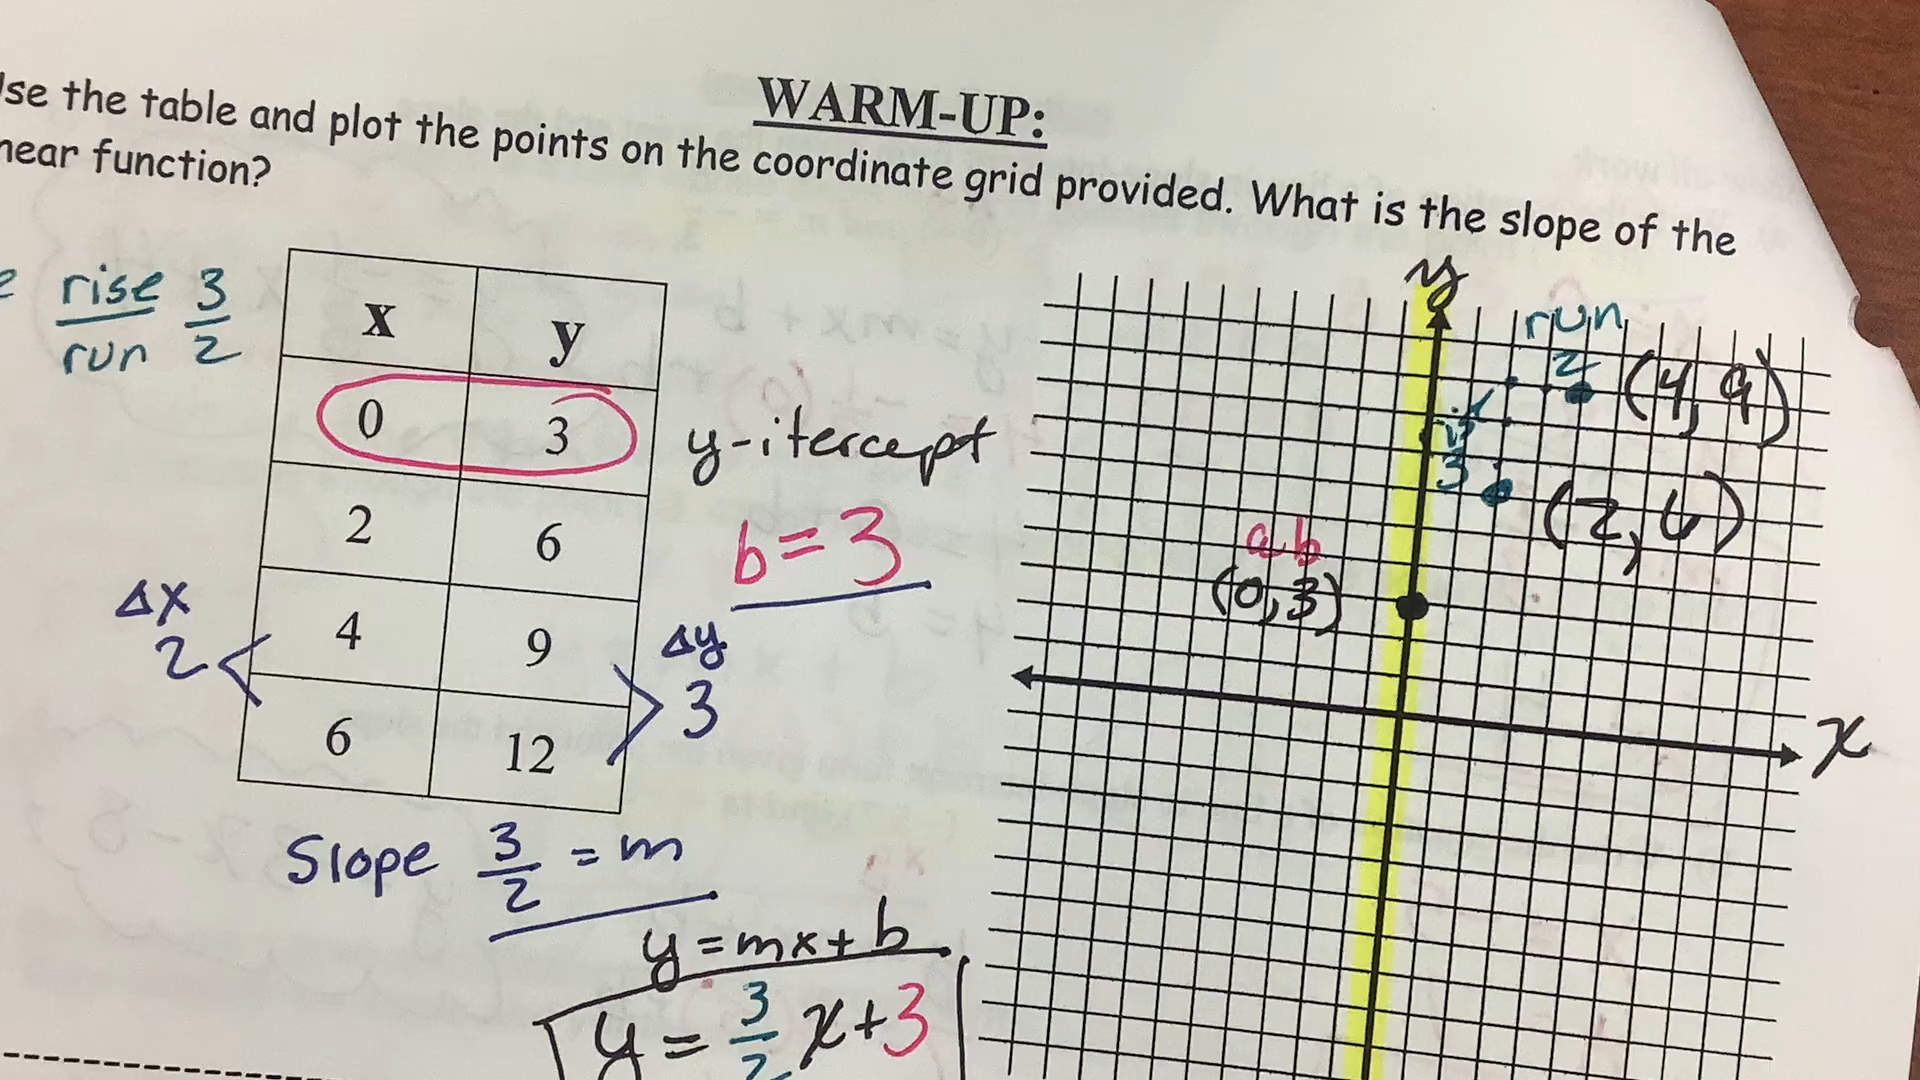 WARM-UP:
se the table and plot the points on the coordinate grid provided. What is the slope of the
near function?
rise 3
run 2
x y
0 3
2 6
4 9
6 12
y-itercept
b=3
Δx
2
Δy
3
Slope 3/2 = m
y=mx+b
y = 3/2 x+3
y
run
2
(4,9)
3
(2,6)
a b
(0,3)
x